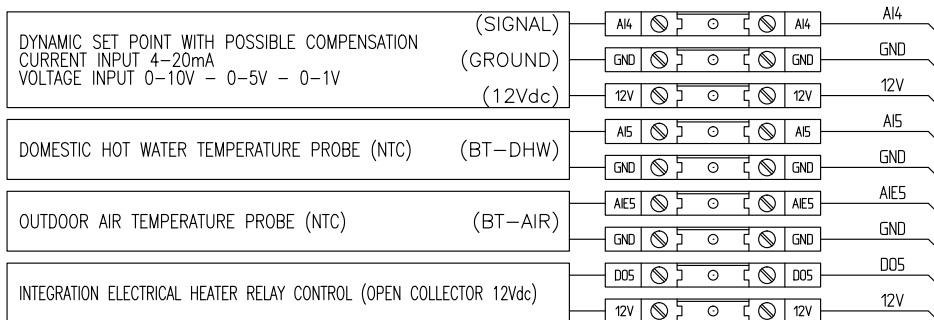 (SIGNAL) AI4 AI4 AI4
DYNAMIC SET POINT WITH POSSIBLE COMPENSATION
CURRENT INPUT 4-20mA (GROUND) GND GND GND
VOLTAGE INPUT 0-10V - 0-5V - 0-1V
(12Vdc) 12V 12V 12V
AI5 AI5 AI5
DOMESTIC HOT WATER TEMPERATURE PROBE (NTC) (BT-DHW)
GND GND GND
AIE5 AIE5 AIE5
OUTDOOR AIR TEMPERATURE PROBE (NTC) (BT-AIR)
GND GND GND
DO5 DO5 DO5
INTEGRATION ELECTRICAL HEATER RELAY CONTROL (OPEN COLLECTOR 12Vdc)
12V 12V 12V